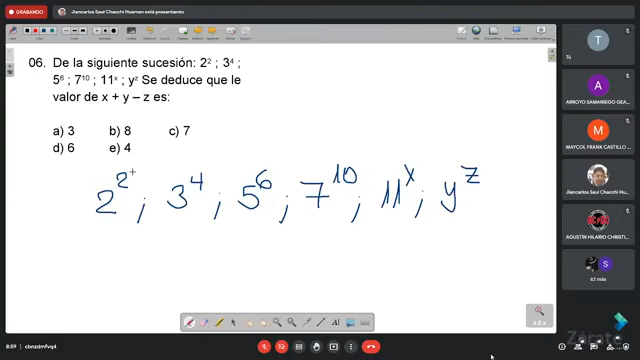 GRABANDO
Jiancarlos Saul Chacchi Huaman está presentando
06. De la siguiente sucesión: 2² ; 3⁴ ;
5⁶ ; 7¹⁰ ; 11ˣ ; yᶻ Se deduce que le
valor de x + y – z es:
a) 3 b) 8 c) 7
d) 6 e) 4
2² ; 3⁴ ; 5⁶ ; 7¹⁰ ; 11ˣ ; yᶻ
T
Tú
A
ARROYO SAMANIEGO GEA
M
MAYCOL FRANK CASTILLO
Jiancarlos Saul Chacchi Huam
A
AGUSTÍN HILARIO CHRISTI
S
62 más
8:59 cbnzdmfvq4
Zárate